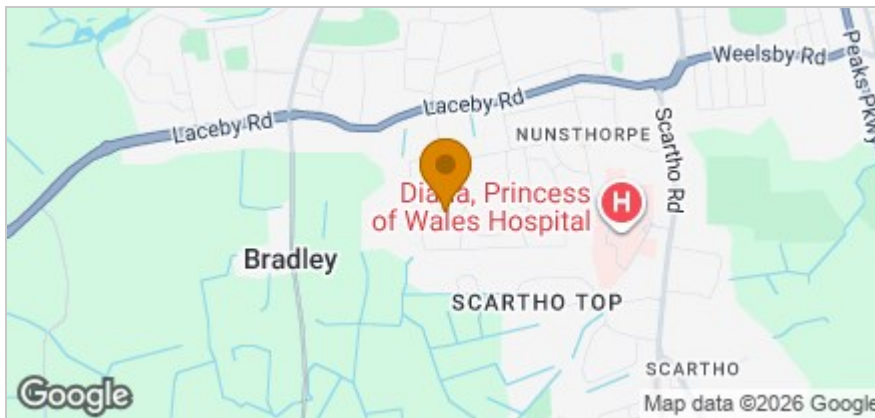 Weelsby Rd
Peaks Pkwy
Laceby Rd
Laceby Rd
NUNSTHORPE
Scartho Rd
Diana, Princess
of Wales Hospital
H
Bradley
SCARTHO TOP
SCARTHO
Google
Map data ©2026 Google